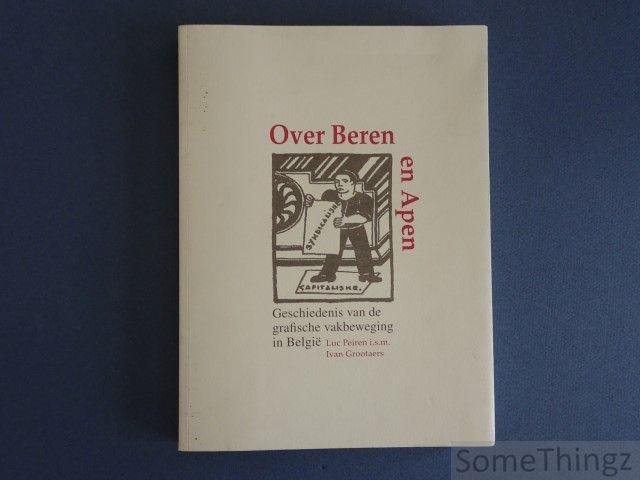 Over Beren
en Apen
SYNDICALISME
CAPITALISME.
Geschiedenis van de
grafische vakbeweging
in België Luc Peiren i.s.m.
Ivan Grootaers
SomeThingz